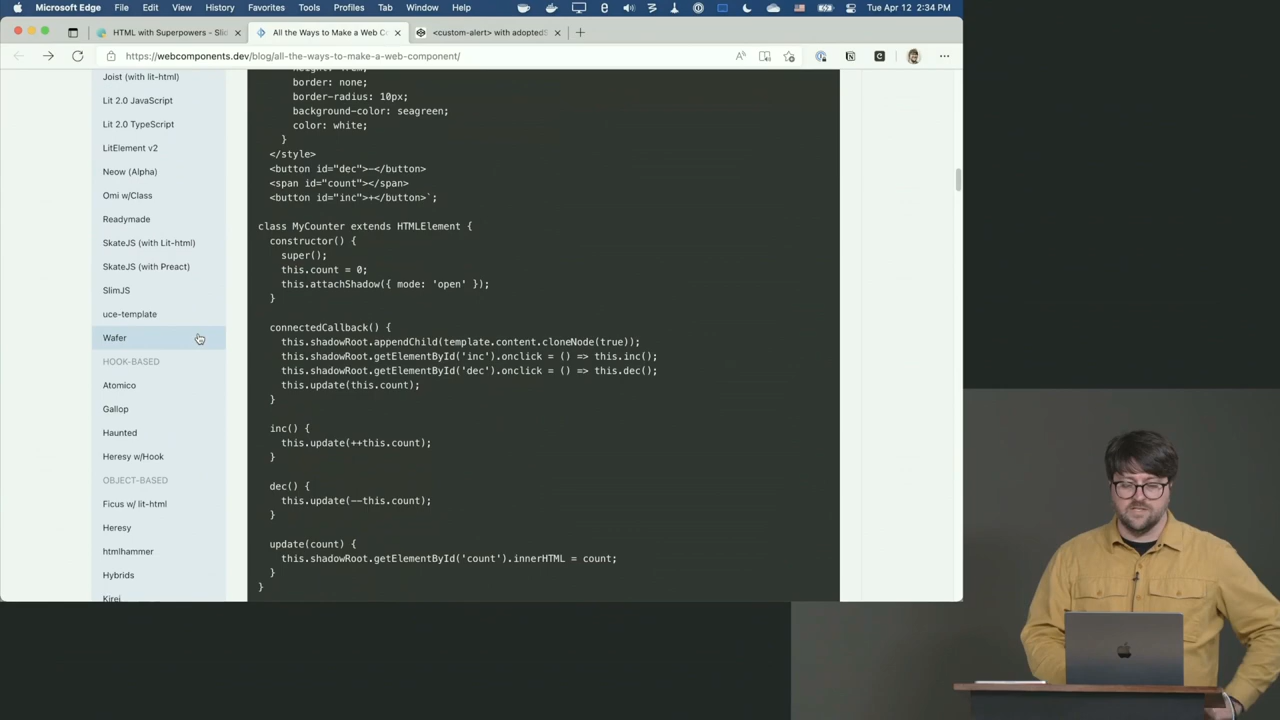 Microsoft Edge File Edit View History Favorites Tools Profiles Tab Window Help
Tue Apr 12 2:34 PM
HTML with Superpowers - Slid
All the Ways to Make a Web Co
<custom-alert> with adoptedS
https://webcomponents.dev/blog/all-the-ways-to-make-a-web-component/
Joist (with lit-html)
Lit 2.0 JavaScript
Lit 2.0 TypeScript
LitElement v2
Neow (Alpha)
Omi w/Class
Readymade
SkateJS (with Lit-html)
SkateJS (with Preact)
SlimJS
uce-template
Wafer
HOOK-BASED
Atomico
Gallop
Haunted
Heresy w/Hook
OBJECT-BASED
Ficus w/ lit-html
Heresy
htmlhammer
Hybrids
Kirei
border: none;
border-radius: 10px;
background-color: seagreen;
color: white;
}
</style>
<button id="dec">-</button>
<span id="count"></span>
<button id="inc">+</button>`;
class MyCounter extends HTMLElement {
constructor() {
super();
this.count = 0;
this.attachShadow({ mode: 'open' });
}
connectedCallback() {
this.shadowRoot.appendChild(template.content.cloneNode(true));
this.shadowRoot.getElementById('inc').onclick = () => this.inc();
this.shadowRoot.getElementById('dec').onclick = () => this.dec();
this.update(this.count);
}
inc() {
this.update(++this.count);
}
dec() {
this.update(--this.count);
}
update(count) {
this.shadowRoot.getElementById('count').innerHTML = count;
}
}